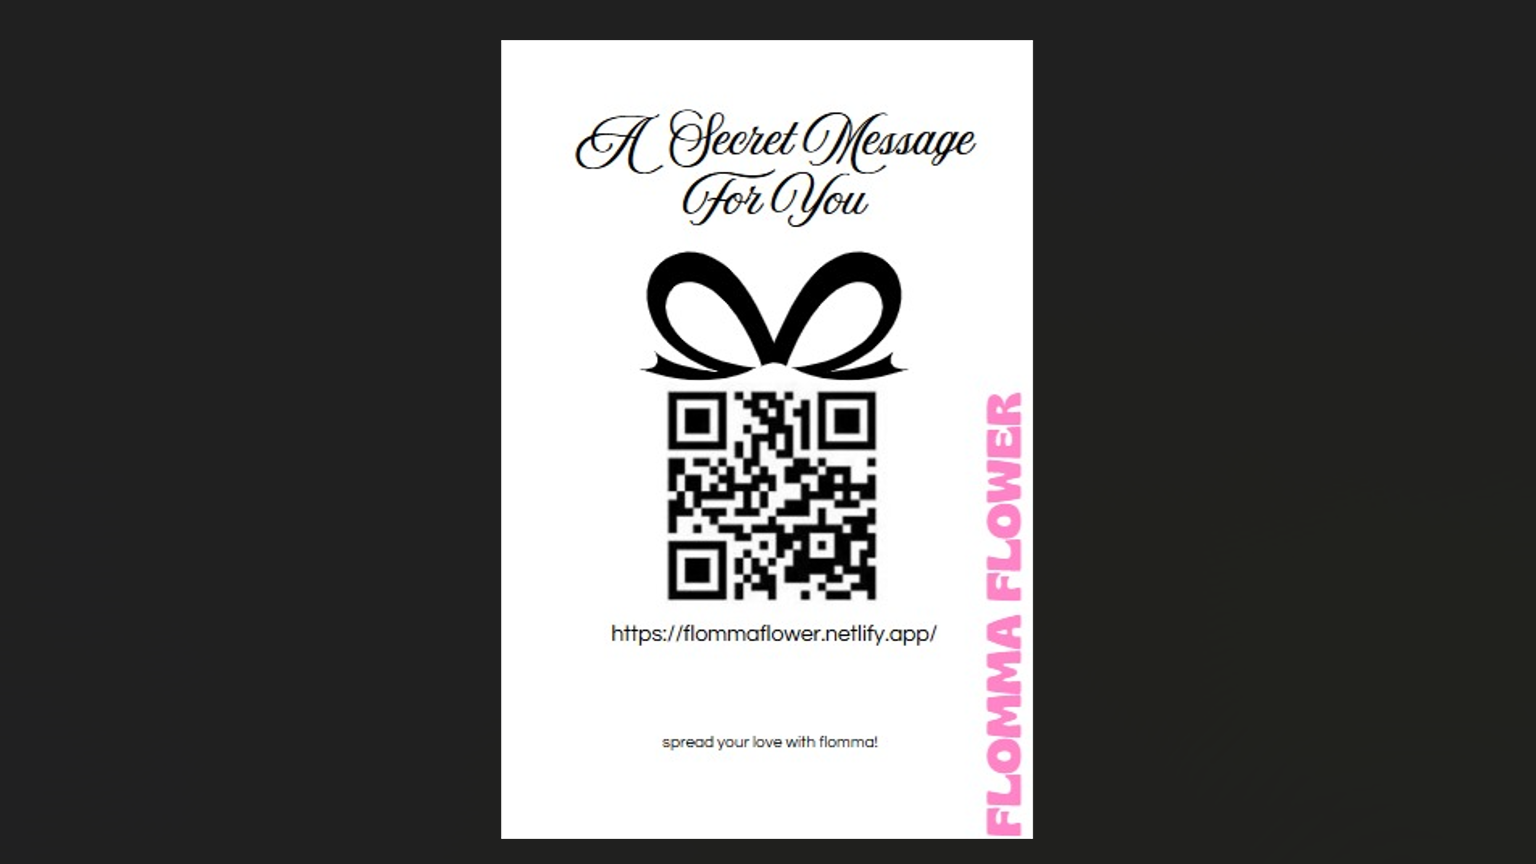 A Secret Message
For You
https://flommaflower.netlify.app/
spread your love with flomma!
FLOMMA FLOWER